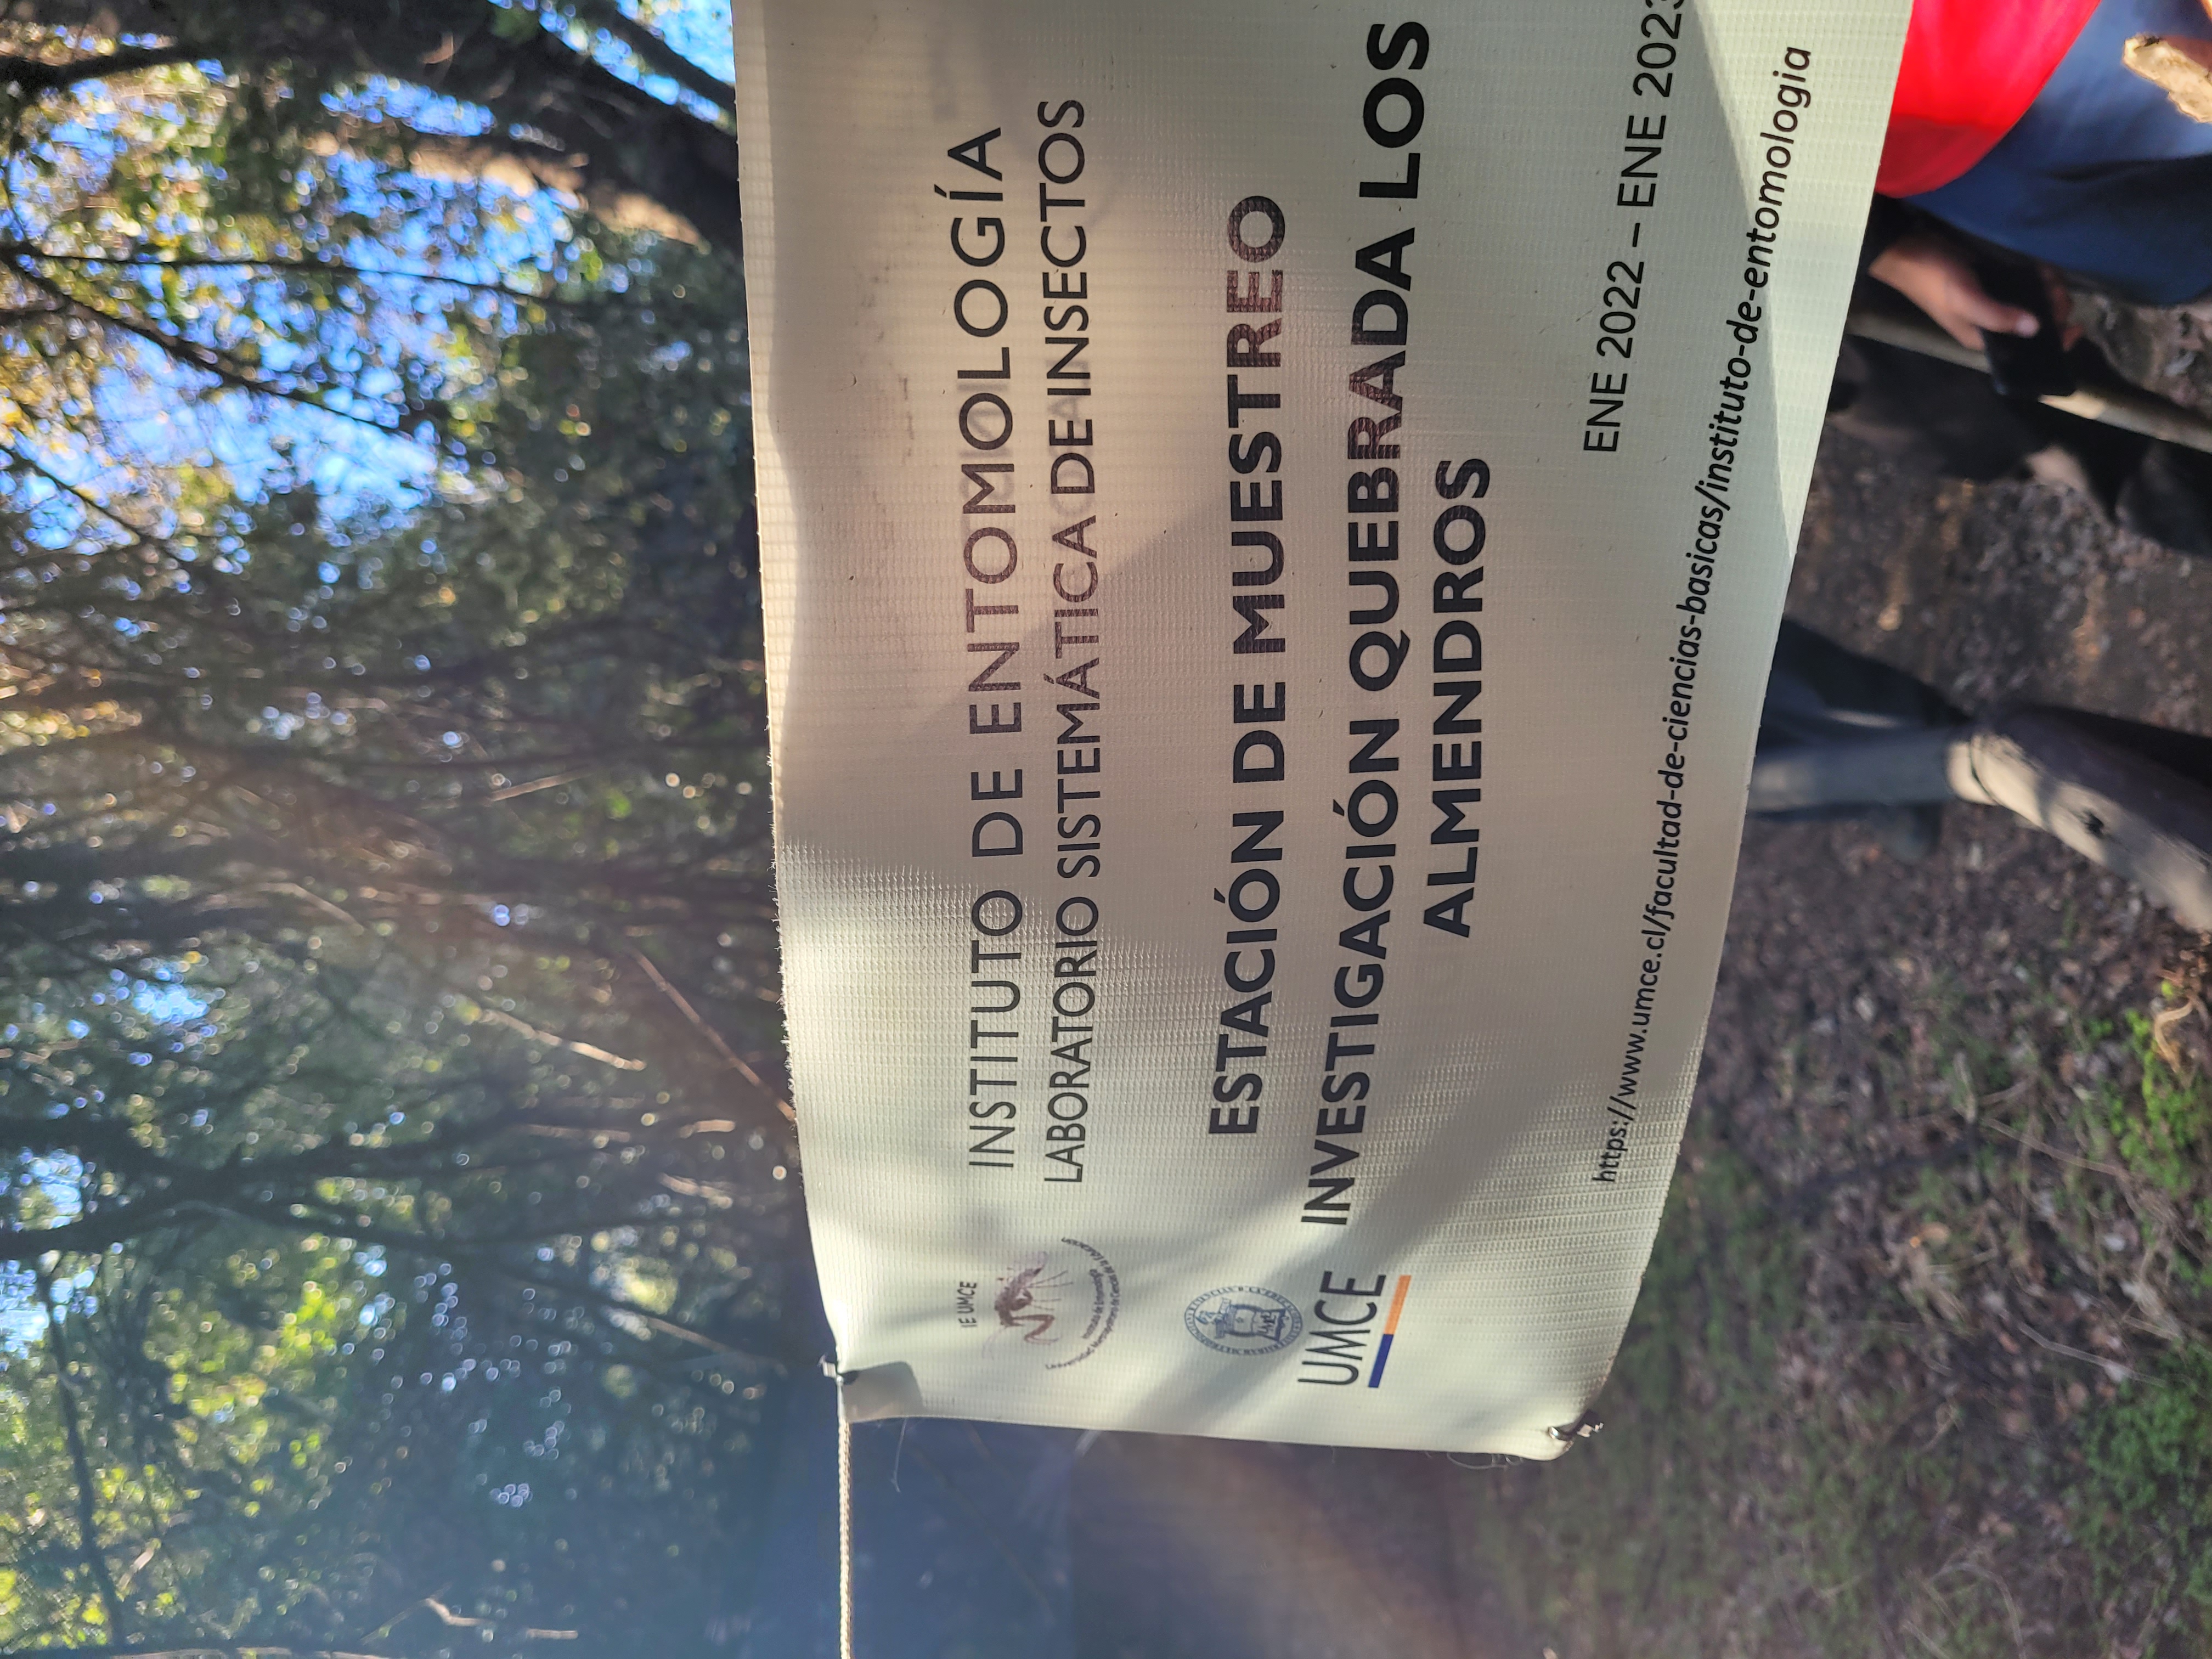 IE UMCE
INSTITUTO DE ENTOMOLOGÍA
LABORATORIO SISTEMÁTICA DE INSECTOS
ESTACIÓN DE MUESTREO
INVESTIGACIÓN QUEBRADA LOS
ALMENDROS
UMCE
ENE 2022 – ENE 2023
https://www.umce.cl/facultad-de-ciencias-basicas/instituto-de-entomologia